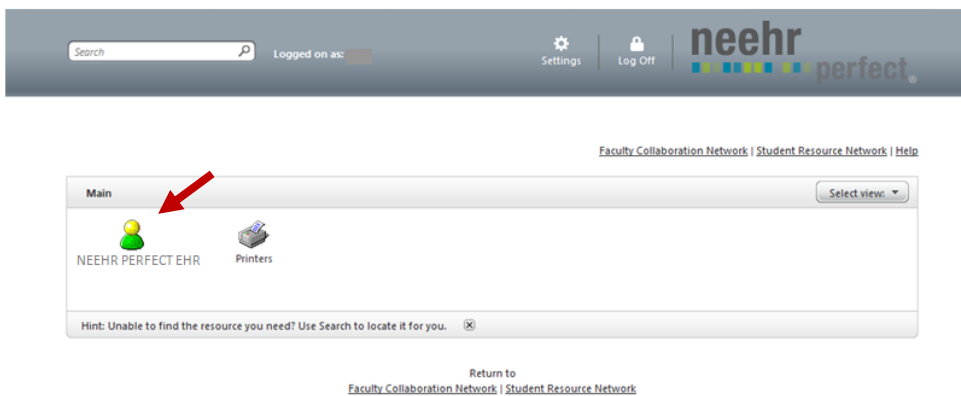 Search
Logged on as:
Settings
Log Off
neehr
perfect®
Faculty Collaboration Network | Student Resource Network | Help
Main
Select view:
NEEHR PERFECT EHR
Printers
Hint: Unable to find the resource you need? Use Search to locate it for you.
Return to
Faculty Collaboration Network | Student Resource Network